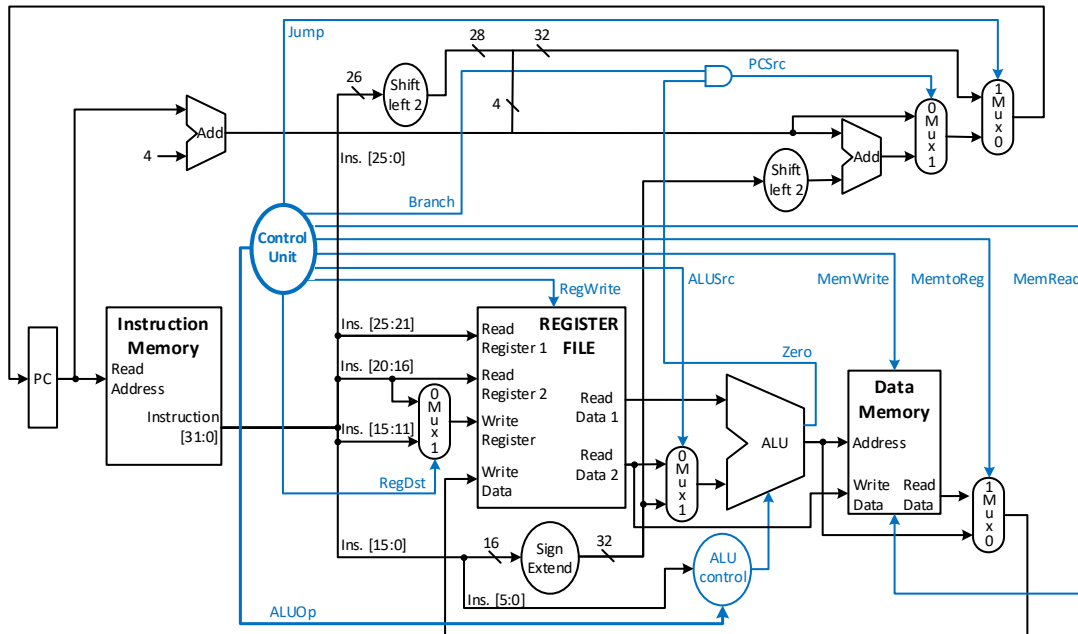 Jump
28
32
26
Shift
left 2
PCSrc
4
1
M
u
x
0
0
M
u
x
1
Add
4
Add
Ins. [25:0]
Shift
left 2
Branch
Control
Unit
RegWrite
ALUSrc
MemWrite
MemtoReg
MemRead
Instruction
Memory
Read
Address
Instruction
[31:0]
PC
Ins. [25:21]
REGISTER
FILE
Read
Register 1
Ins. [20:16]
Read
Register 2
0
M
u
x
1
Write
Register
Ins. [15:11]
RegDst
Write
Data
Read
Data 1
Read
Data 2
0
M
u
x
1
Zero
ALU
Data
Memory
Address
Write
Data
Read
Data
1
M
u
x
0
Ins. [15:0]
16
Sign
Extend
32
ALU
control
Ins. [5:0]
ALUOp